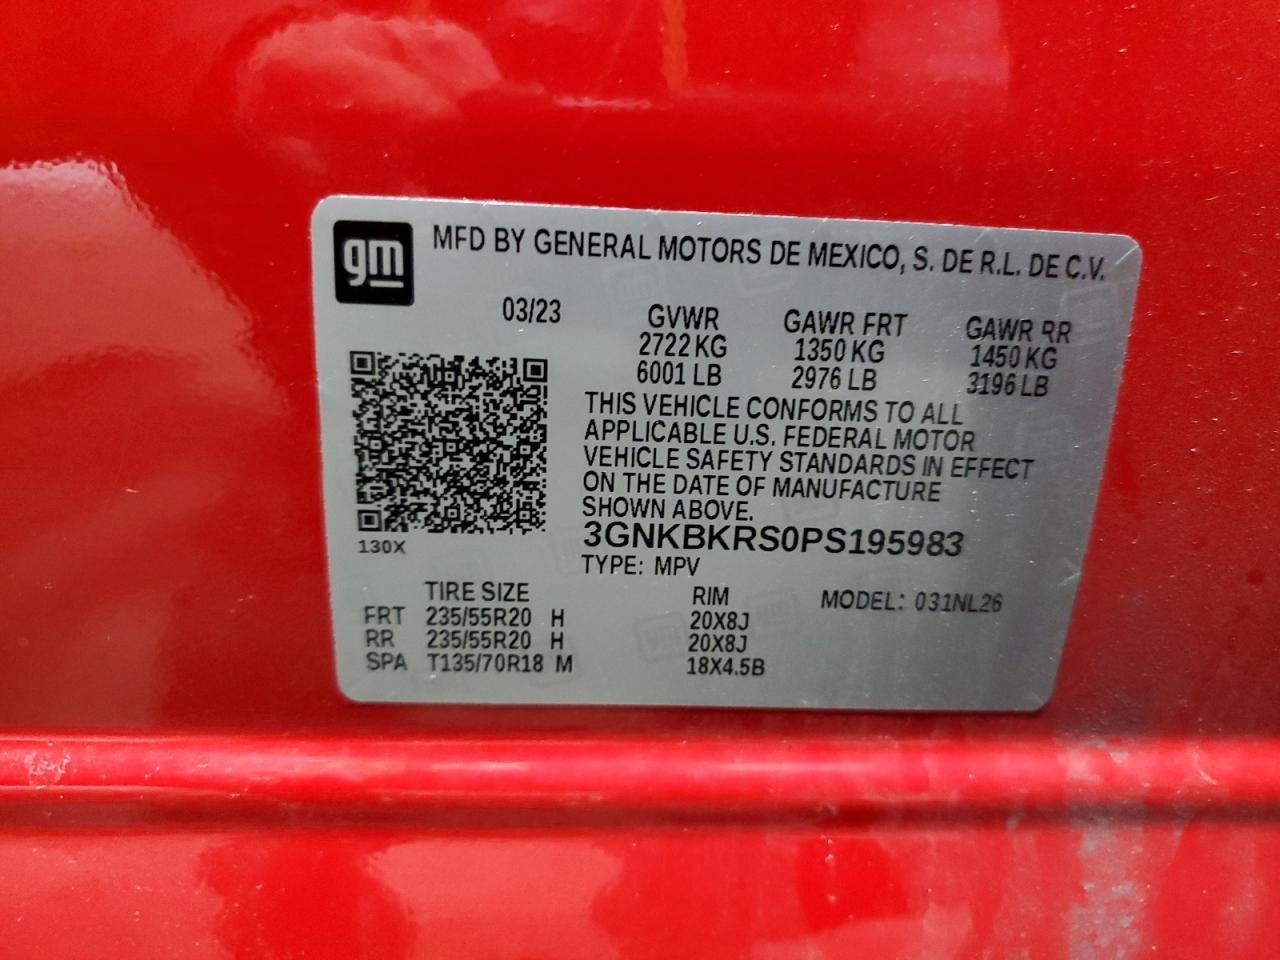 gm
MFD BY GENERAL MOTORS DE MEXICO, S. DE R.L. DE C.V.
03/23 GVWR GAWR FRT GAWR RR
2722 KG 1350 KG 1450 KG
6001 LB 2976 LB 3196 LB
THIS VEHICLE CONFORMS TO ALL
APPLICABLE U.S. FEDERAL MOTOR
VEHICLE SAFETY STANDARDS IN EFFECT
ON THE DATE OF MANUFACTURE
SHOWN ABOVE.
3GNKBKRS0PS195983
130X
TYPE: MPV
TIRE SIZE RIM MODEL: 031NL26
FRT 235/55R20 H 20X8J
RR 235/55R20 H 20X8J
SPA T135/70R18 M 18X4.5B